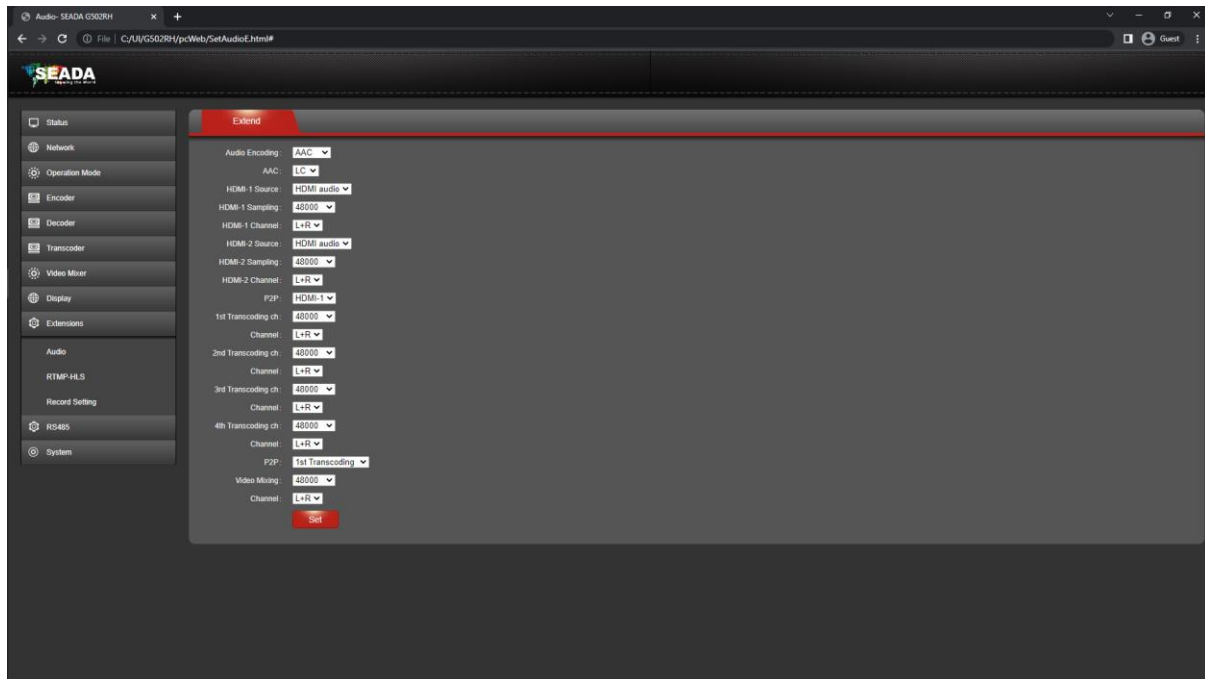 Audio- SEADA G502RH
File | C:/UI/G502RH/pcWeb/SetAudioE.html#
Guest
SEADA
Status
Network
Operation Mode
Encoder
Decoder
Transcoder
Video Mixer
Display
Extensions
Audio
RTMP-HLS
Record Setting
RS485
System
Extend
Audio Encoding : AAC
AAC : LC
HDMI-1 Source : HDMI audio
HDMI-1 Sampling : 48000
HDMI-1 Channel : L+R
HDMI-2 Source : HDMI audio
HDMI-2 Sampling : 48000
HDMI-2 Channel : L+R
P2P : HDMI-1
1st Transcoding ch : 48000
Channel : L+R
2nd Transcoding ch : 48000
Channel : L+R
3rd Transcoding ch : 48000
Channel : L+R
4th Transcoding ch : 48000
Channel : L+R
P2P : 1st Transcoding
Video Mixing : 48000
Channel : L+R
Set